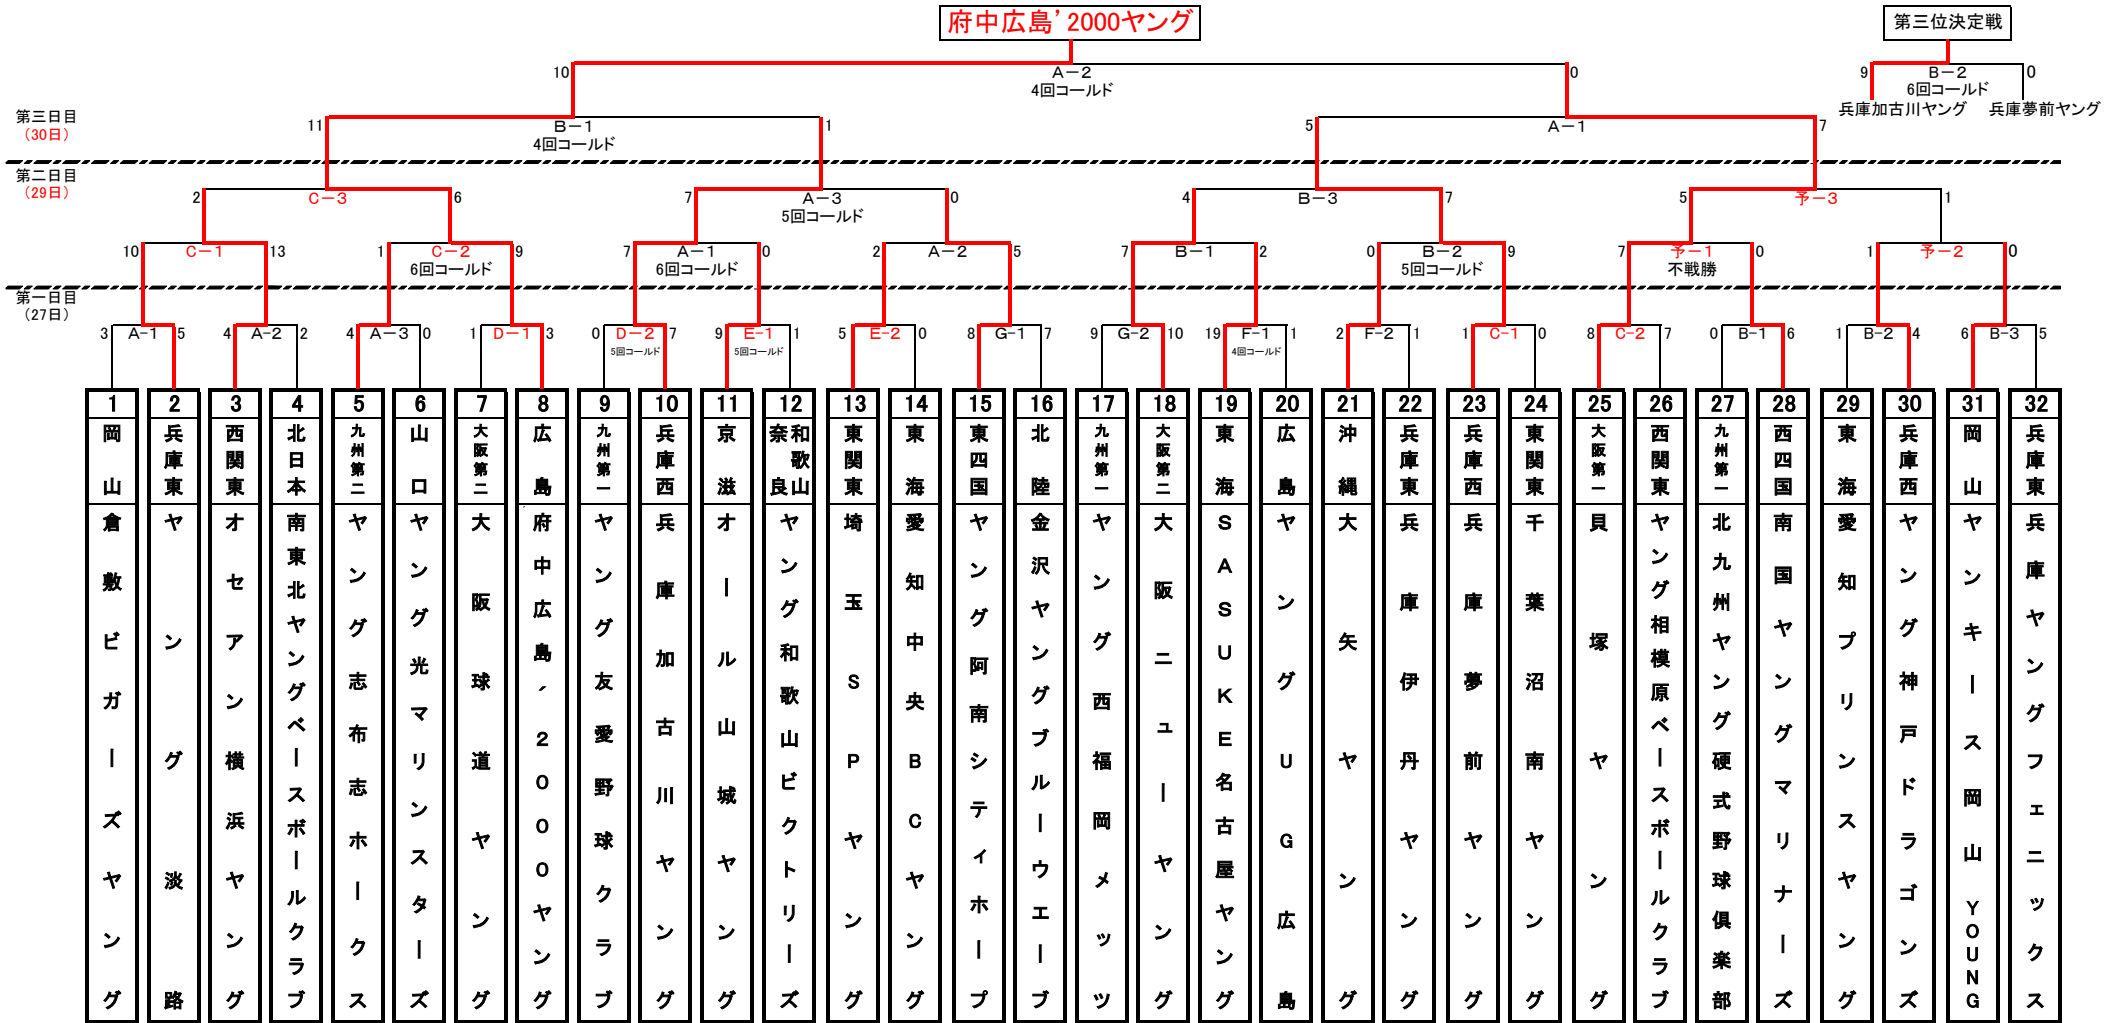 府中広島’2000ヤング
第三位決定戦
10 A－2 0
4回コールド
9 B－2 0
6回コールド
兵庫加古川ヤング 兵庫夢前ヤング
第三日目
（30日）
11 B－1 1
4回コールド
5 A－1 7
第二日目
（29日）
2 C－3 6
7 A－3 0
5回コールド
4 B－3 7
5 予－3 1
10 C－1 13
1 C－2 9
6回コールド
7 A－1 0
6回コールド
2 A－2 5
7 B－1 2
0 B－2 9
5回コールド
7 予－1 0
不戦勝
1 予－2 0
第一日目
（27日）
3 A-1 5
4 A-2 2
4 A－3 0
1 D－1 3
0 D－2 7
5回コールド
9 E-1 1
5回コールド
5 E-2 0
8 G-1 7
9 G-2 10
19 F-1 1
4回コールド
2 F-2 1
1 C-1 0
8 C-2 7
0 B-1 6
1 B-2 4
6 B-3 5
1 岡山 倉敷ビガーズヤング
2 兵庫東 ヤング淡路
3 西関東 オセアン横浜ヤング
4 北日本 南東北ヤングベースボールクラブ
5 九州第二 ヤング志布志ホークス
6 山口 ヤング光マリンスターズ
7 大阪第二 大阪球道ヤング
8 広島 府中広島´2000ヤング
9 九州第一 ヤング友愛野球クラブ
10 兵庫西 兵庫加古川ヤング
11 京滋 オール山城ヤング
12 和歌山奈良 ヤング和歌山ビクトリーズ
13 東関東 埼玉SPヤング
14 東海 愛知中央BCヤング
15 東四国 ヤング阿南シティホープ
16 北陸 金沢ヤングブルーウエーブ
17 九州第一 ヤング西福岡メッツ
18 大阪第二 大阪ニューヤング
19 東海 SASUKE名古屋ヤング
20 広島 ヤングUG広島
21 沖縄 大矢ヤング
22 兵庫東 兵庫伊丹ヤング
23 兵庫西 兵庫夢前ヤング
24 東関東 千葉沼南ヤング
25 大阪第一 貝塚ヤング
26 西関東 ヤング相模原ベースボールクラブ
27 九州第一 北九州ヤング硬式野球倶楽部
28 西四国 南国ヤングマリナーズ
29 東海 愛知プリンスヤング
30 兵庫西 ヤング神戸ドラゴンズ
31 岡山 ヤンキース岡山YOUNG
32 兵庫東 兵庫ヤングフェニックス